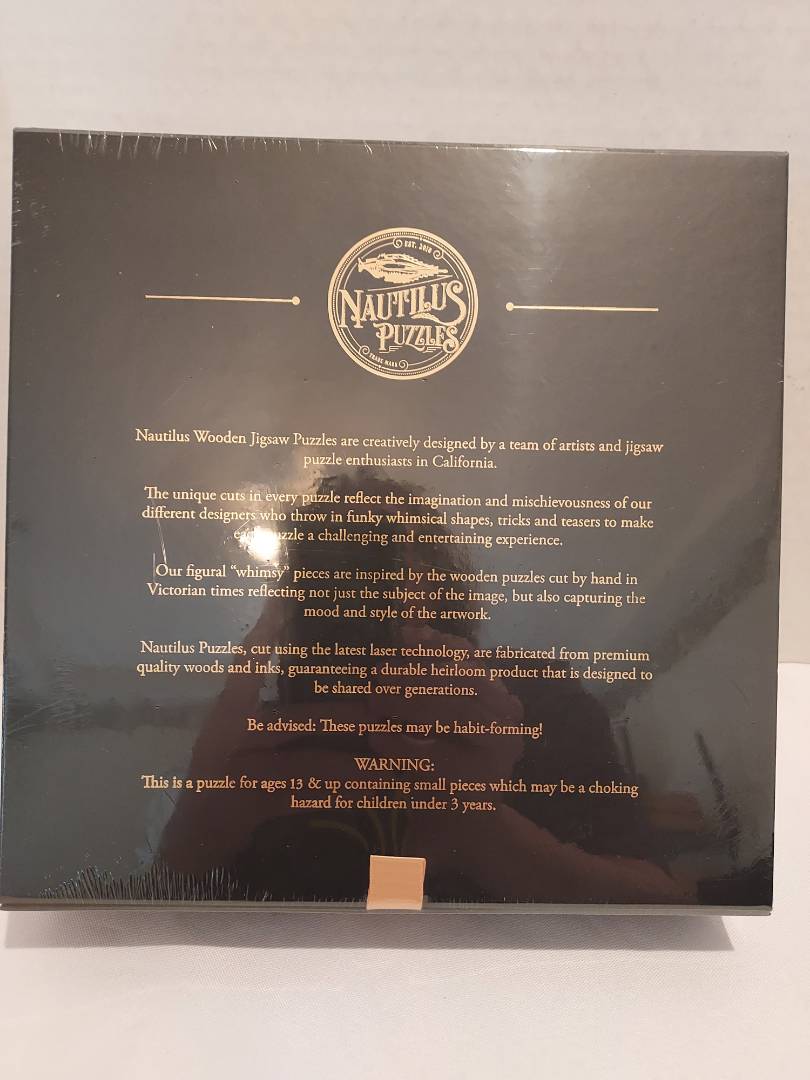 EST. 2018
NAUTILUS
PUZZLES
TRADE MARK
Nautilus Wooden Jigsaw Puzzles are creatively designed by a team of artists and jigsaw
puzzle enthusiasts in California.
The unique cuts in every puzzle reflect the imagination and mischievousness of our
different designers who throw in funky whimsical shapes, tricks and teasers to make
each puzzle a challenging and entertaining experience.
Our figural “whimsy” pieces are inspired by the wooden puzzles cut by hand in
Victorian times reflecting not just the subject of the image, but also capturing the
mood and style of the artwork.
Nautilus Puzzles, cut using the latest laser technology, are fabricated from premium
quality woods and inks, guaranteeing a durable heirloom product that is designed to
be shared over generations.
Be advised: These puzzles may be habit-forming!
WARNING:
This is a puzzle for ages 13 & up containing small pieces which may be a choking
hazard for children under 3 years.